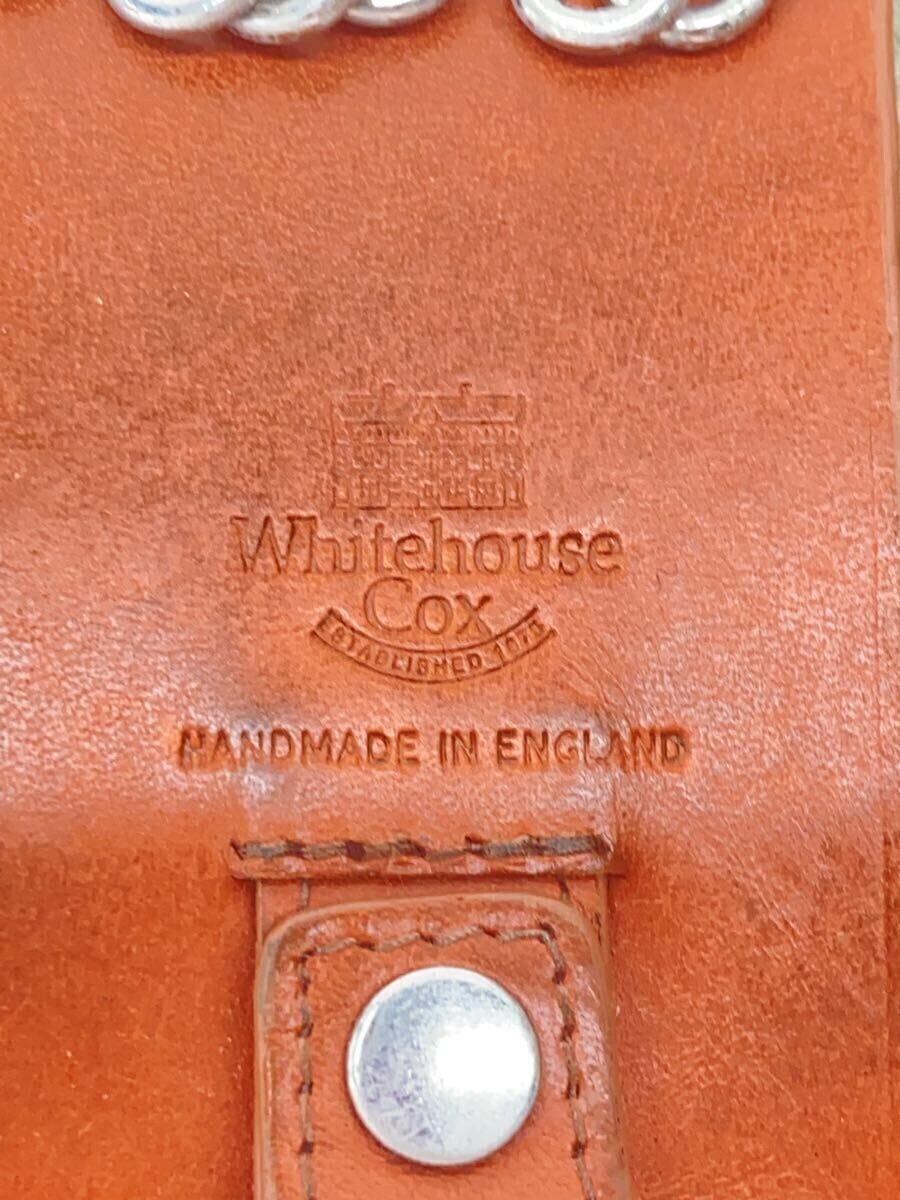 Whitehouse
Cox
ESTABLISHED 1875
HANDMADE IN ENGLAND